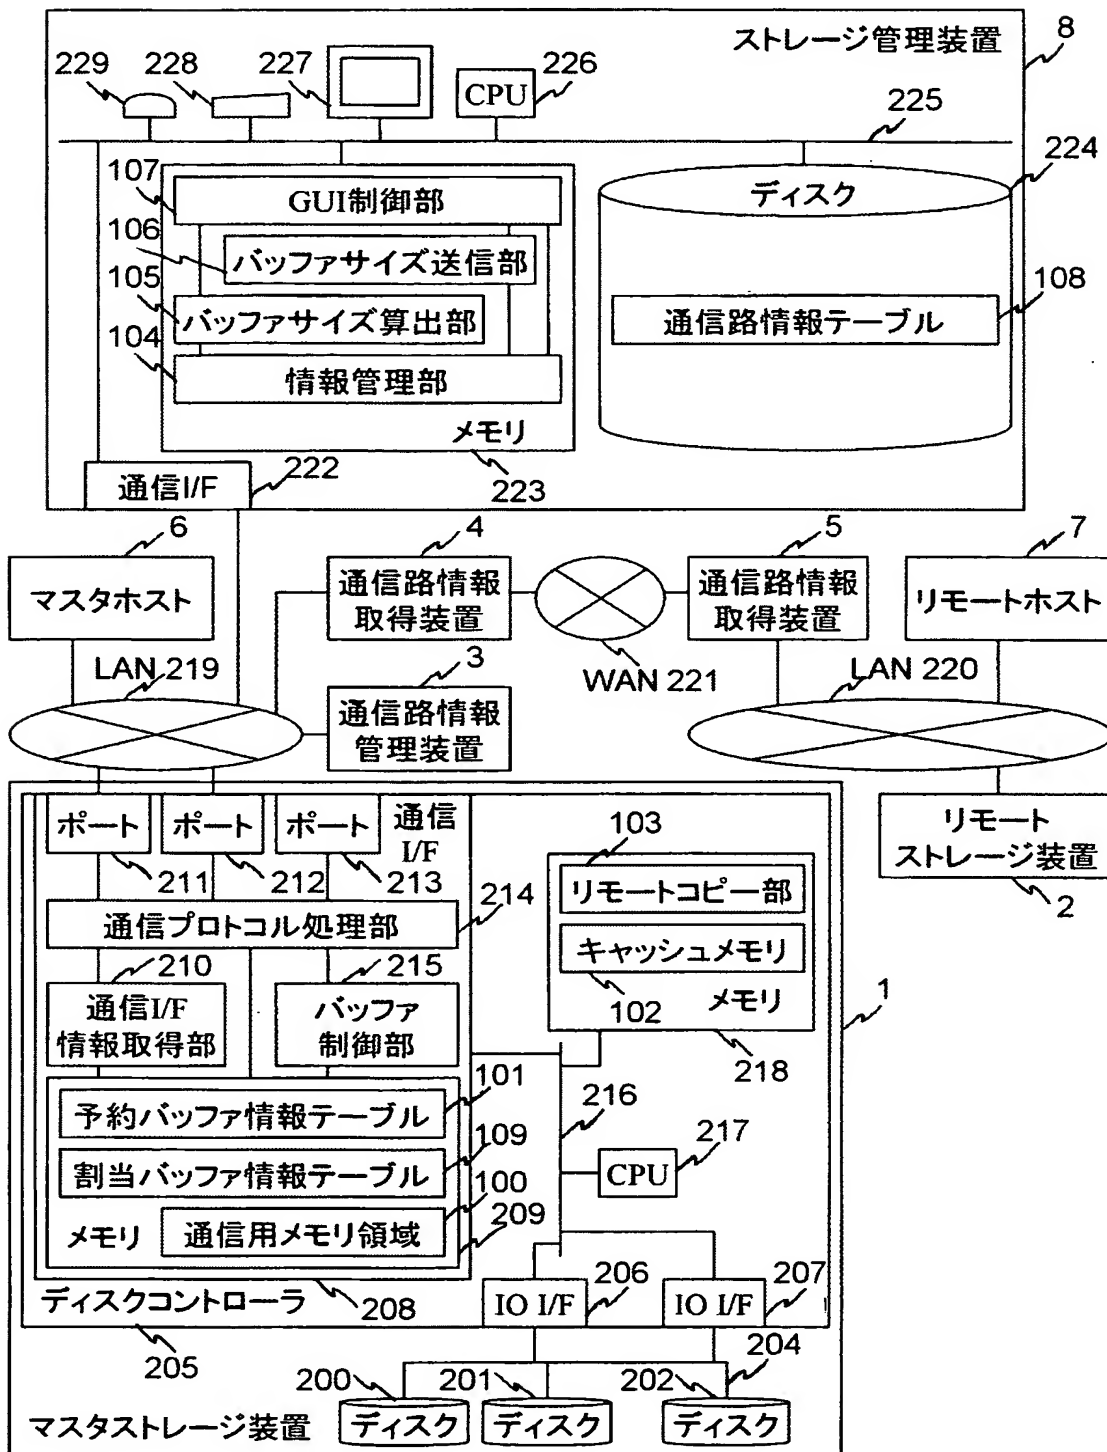 ストレージ管理装置
8
229
228
227
CPU
226
225
224
107
GUI制御部
106
バッファサイズ送信部
105
バッファサイズ算出部
104
情報管理部
メモリ
223
ディスク
通信路情報テーブル
108
通信I/F
222
6
マスタホスト
4
通信路情報
取得装置
WAN 221
5
通信路情報
取得装置
7
リモートホスト
LAN 219
3
通信路情報
管理装置
LAN 220
リモート
ストレージ装置
2
ポート
ポート
ポート
通信
I/F
211
212
213
通信プロトコル処理部
214
210
通信I/F
情報取得部
215
バッファ
制御部
103
リモートコピー部
キャッシュメモリ
102
メモリ
218
1
予約バッファ情報テーブル
101
割当バッファ情報テーブル
109
メモリ
通信用メモリ領域
100
209
216
CPU
217
ディスクコントローラ
208
205
IO I/F
206
IO I/F
207
204
200
ディスク
201
ディスク
202
ディスク
マスタストレージ装置